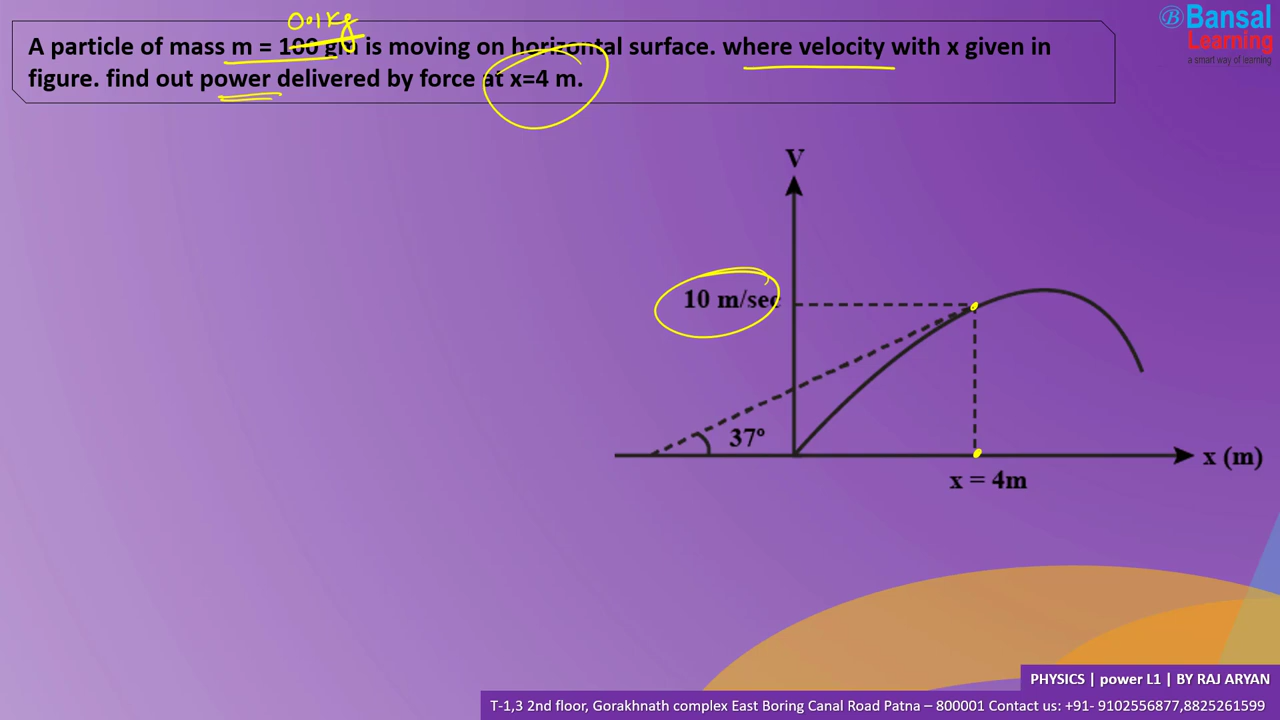 0.1 kg
A particle of mass m = 100 gm is moving on horizontal surface. where velocity with x given in
figure. find out power delivered by force at x=4 m.
B Bansal
Learning
a smart way of learning
V
10 m/sec
37°
x (m)
x = 4m
PHYSICS | power L1 | BY RAJ ARYAN
T-1,3 2nd floor, Gorakhnath complex East Boring Canal Road Patna – 800001 Contact us: +91- 9102556877,8825261599